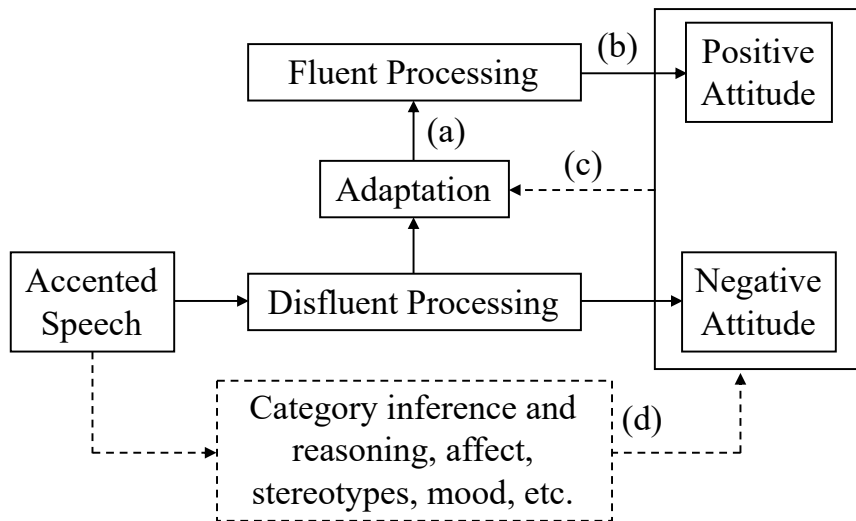 Fluent Processing
(b)
Positive
Attitude
(a)
(c)
Adaptation
Accented
Speech
Disfluent Processing
Negative
Attitude
Category inference and
reasoning, affect,
stereotypes, mood, etc.
(d)